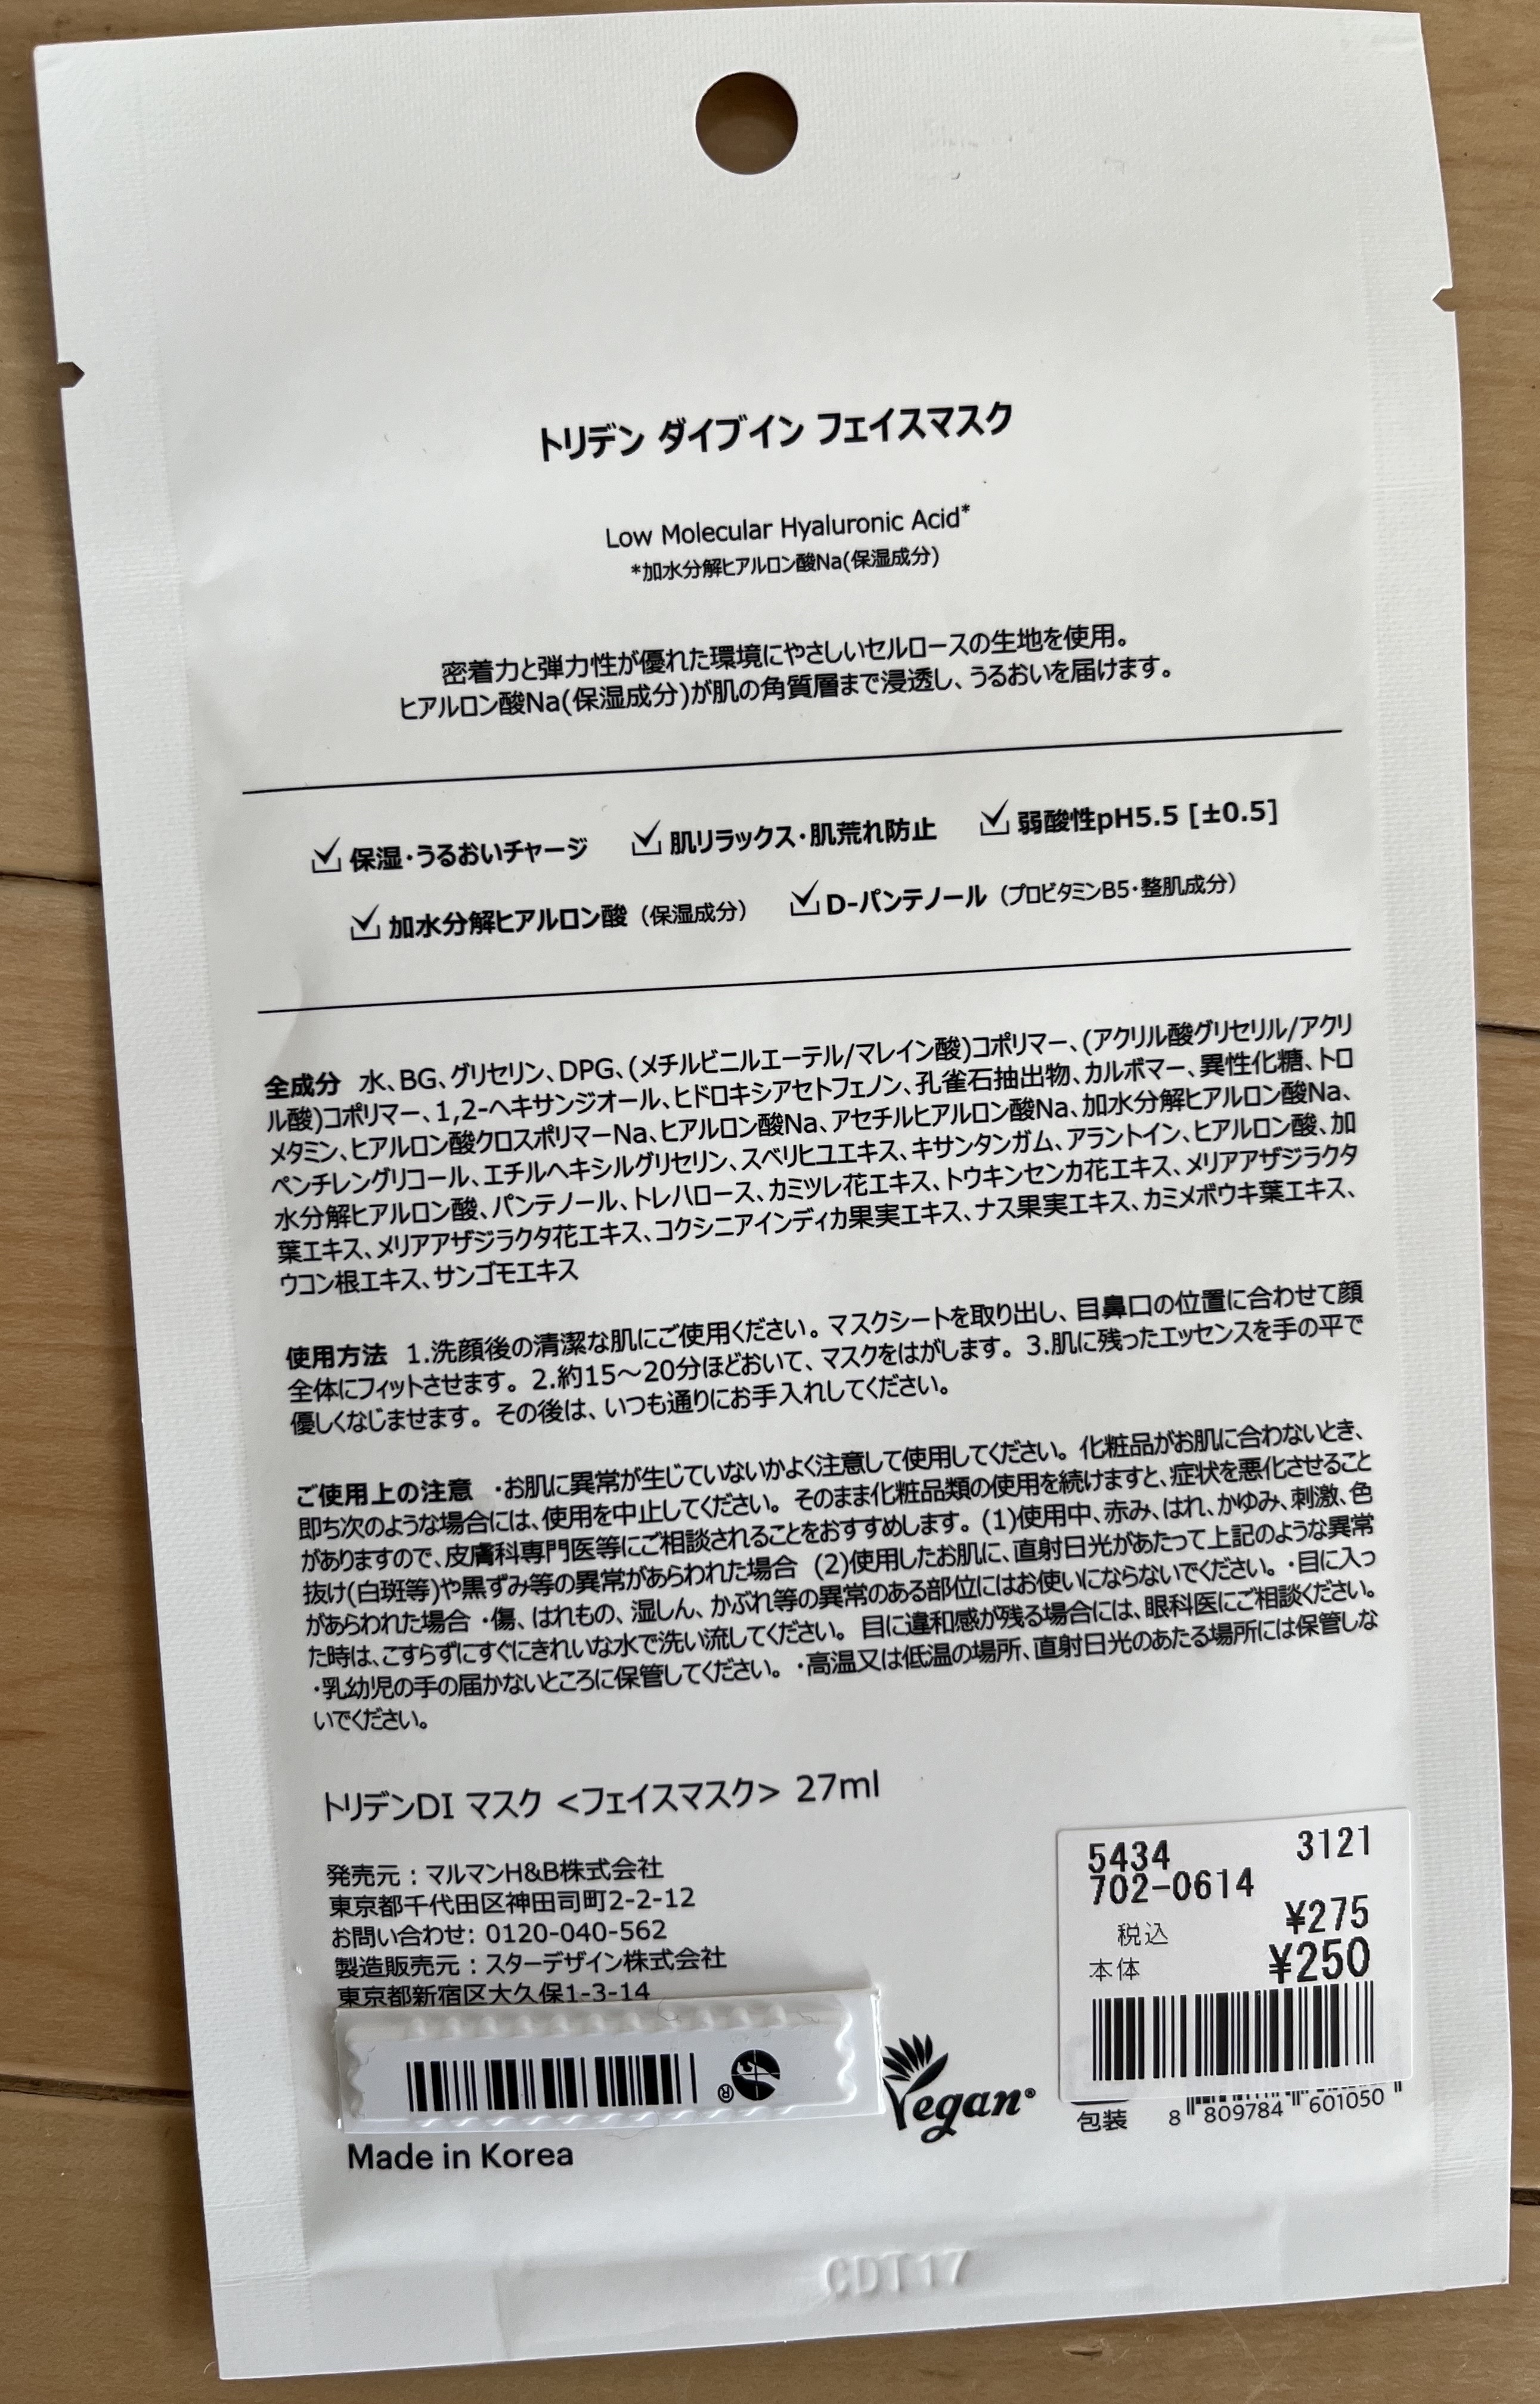 トリデン ダイブイン フェイスマスク
Low Molecular Hyaluronic Acid*
*加水分解ヒアルロン酸Na(保湿成分)
密着力と弾力性が優れた環境にやさしいセルロースの生地を使用。
ヒアルロン酸Na(保湿成分)が肌の角質層まで浸透し、うるおいを届けます。
保湿・うるおいチャージ 肌リラックス・肌荒れ防止 弱酸性pH5.5 [±0.5]
加水分解ヒアルロン酸（保湿成分） D-パンテノール（プロビタミンB5・整肌成分）
全成分 水、BG、グリセリン、DPG、(メチルビニルエーテル/マレイン酸)コポリマー、(アクリル酸グリセリル/アクリ
ル酸)コポリマー、1,2-ヘキサンジオール、ヒドロキシアセトフェノン、孔雀石抽出物、カルボマー、異性化糖、トロ
メタミン、ヒアルロン酸クロスポリマーNa、ヒアルロン酸Na、アセチルヒアルロン酸Na、加水分解ヒアルロン酸Na、
ペンチレングリコール、エチルヘキシルグリセリン、スベリヒユエキス、キサンタンガム、アラントイン、ヒアルロン酸、加
水分解ヒアルロン酸、パンテノール、トレハロース、カミツレ花エキス、トウキンセンカ花エキス、メリアアザジラクタ
葉エキス、メリアアザジラクタ花エキス、コクシニアインディカ果実エキス、ナス果実エキス、カミメボウキ葉エキス、
ウコン根エキス、サンゴモエキス
使用方法 1.洗顔後の清潔な肌にご使用ください。マスクシートを取り出し、目鼻口の位置に合わせて顔
全体にフィットさせます。2.約15〜20分ほどおいて、マスクをはがします。3.肌に残ったエッセンスを手の平で
優しくなじませます。その後は、いつも通りにお手入れしてください。
ご使用上の注意 ・お肌に異常が生じていないかよく注意して使用してください。化粧品がお肌に合わないとき、
即ち次のような場合には、使用を中止してください。そのまま化粧品類の使用を続けますと、症状を悪化させること
がありますので、皮膚科専門医等にご相談されることをおすすめします。(1)使用中、赤み、はれ、かゆみ、刺激、色
抜け(白斑等)や黒ずみ等の異常があらわれた場合 (2)使用したお肌に、直射日光があたって上記のような異常
があらわれた場合 ・傷、はれもの、湿しん、かぶれ等の異常のある部位にはお使いにならないでください。・目に入っ
た時は、こすらずにすぐにきれいな水で洗い流してください。目に違和感が残る場合には、眼科医にご相談ください。
・乳幼児の手の届かないところに保管してください。・高温又は低温の場所、直射日光のあたる場所には保管しな
いでください。
トリデンDI マスク <フェイスマスク> 27ml
発売元：マルマンH&B株式会社
東京都千代田区神田司町2-2-12
お問い合わせ: 0120-040-562
製造販売元：スターデザイン株式会社
東京都新宿区大久保1-3-14
®
Made in Korea
Vegan®
5434 3121
702-0614
税込 ¥275
本体 ¥250
包装
8 809784 601050
CDT17